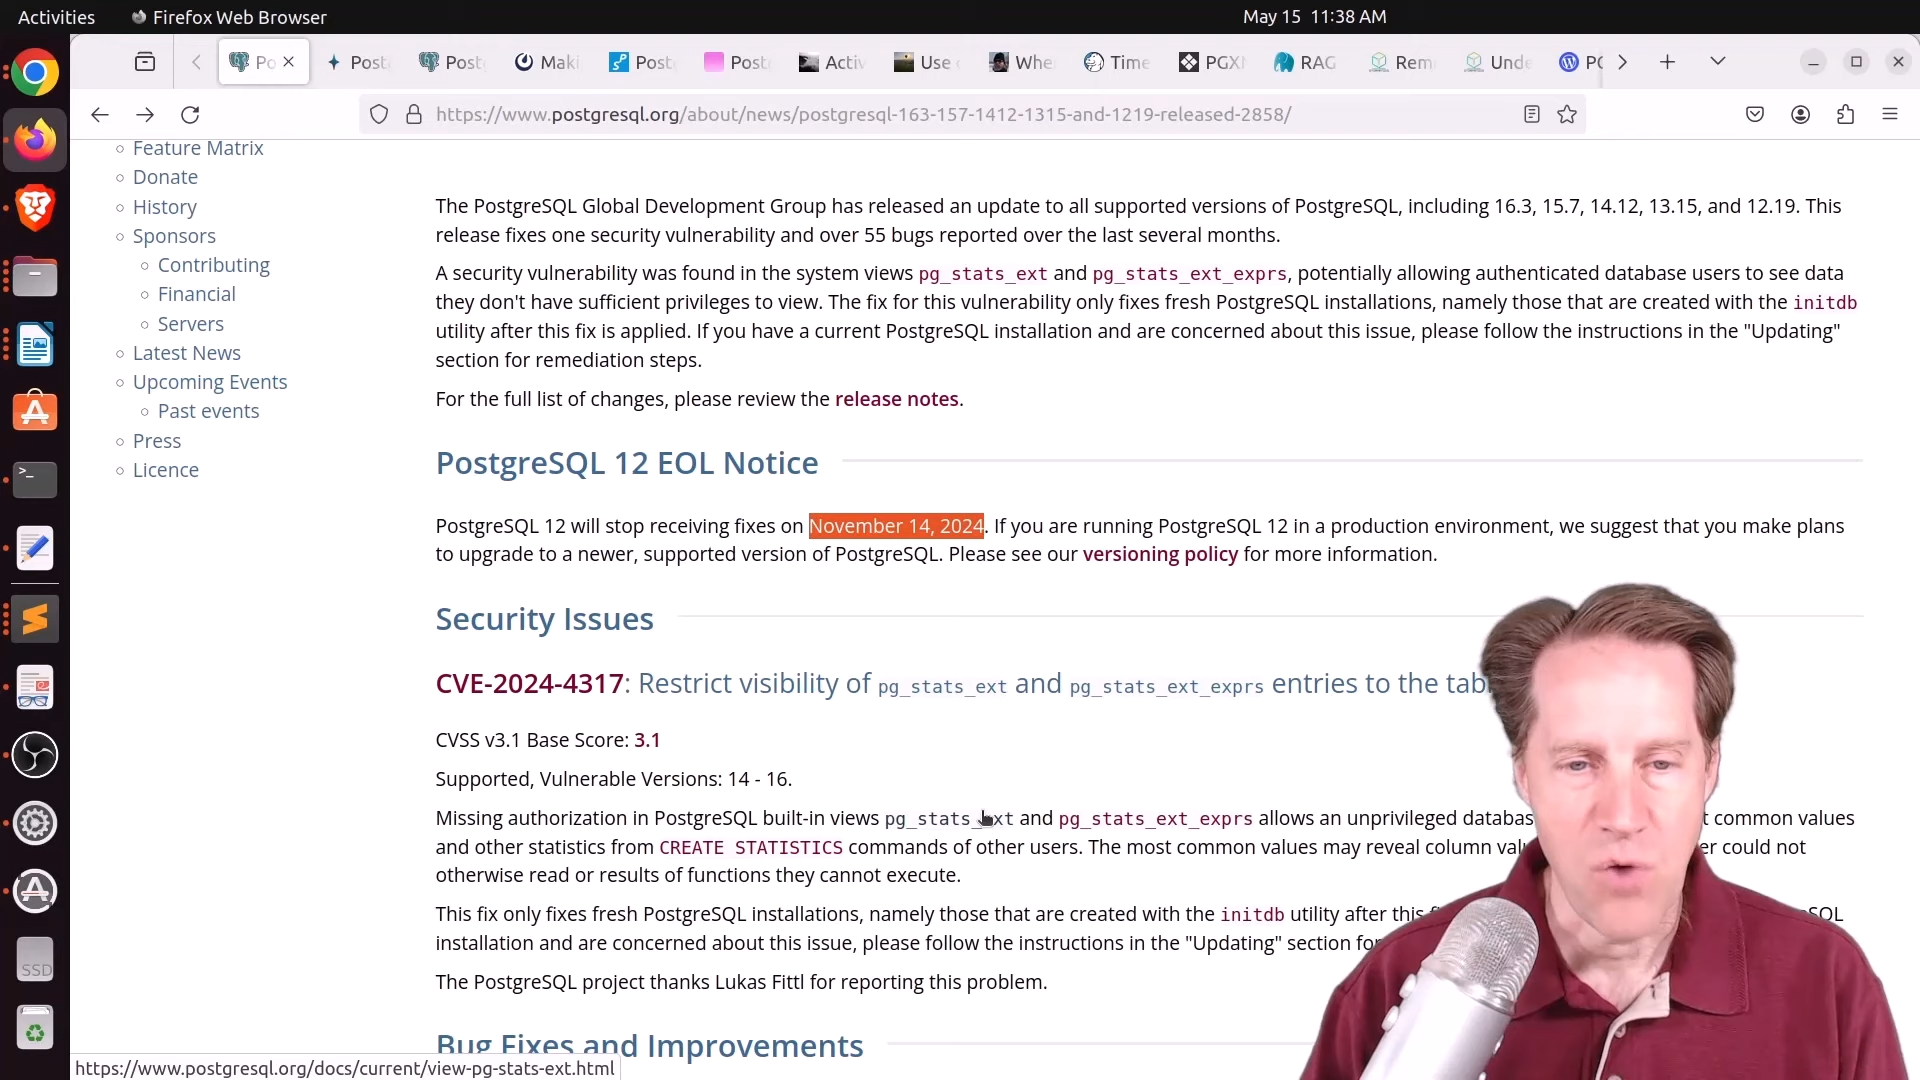 Activities
Firefox Web Browser
May 15 11:38 AM
Po
Post
Post
Maki
Post
Post
Activ
Use
Whe
Time
PGXN
RAG
Rem
Unde
PG
https://www.postgresql.org/about/news/postgresql-163-157-1412-1315-and-1219-released-2858/
Feature Matrix
Donate
History
Sponsors
Contributing
Financial
Servers
Latest News
Upcoming Events
Past events
Press
Licence
The PostgreSQL Global Development Group has released an update to all supported versions of PostgreSQL, including 16.3, 15.7, 14.12, 13.15, and 12.19. This
release fixes one security vulnerability and over 55 bugs reported over the last several months.
A security vulnerability was found in the system views pg_stats_ext and pg_stats_ext_exprs, potentially allowing authenticated database users to see data
they don't have sufficient privileges to view. The fix for this vulnerability only fixes fresh PostgreSQL installations, namely those that are created with the initdb
utility after this fix is applied. If you have a current PostgreSQL installation and are concerned about this issue, please follow the instructions in the "Updating"
section for remediation steps.
For the full list of changes, please review the release notes.
PostgreSQL 12 EOL Notice
PostgreSQL 12 will stop receiving fixes on November 14, 2024. If you are running PostgreSQL 12 in a production environment, we suggest that you make plans
to upgrade to a newer, supported version of PostgreSQL. Please see our versioning policy for more information.
Security Issues
CVE-2024-4317: Restrict visibility of pg_stats_ext and pg_stats_ext_exprs entries to the tab
CVSS v3.1 Base Score: 3.1
Supported, Vulnerable Versions: 14 - 16.
Missing authorization in PostgreSQL built-in views pg_stats_ext and pg_stats_ext_exprs allows an unprivileged databas t common values
and other statistics from CREATE STATISTICS commands of other users. The most common values may reveal column val er could not
otherwise read or results of functions they cannot execute.
This fix only fixes fresh PostgreSQL installations, namely those that are created with the initdb utility after this SQL
installation and are concerned about this issue, please follow the instructions in the "Updating" section for
The PostgreSQL project thanks Lukas Fittl for reporting this problem.
Bug Fixes and Improvements
https://www.postgresql.org/docs/current/view-pg-stats-ext.html
SSD